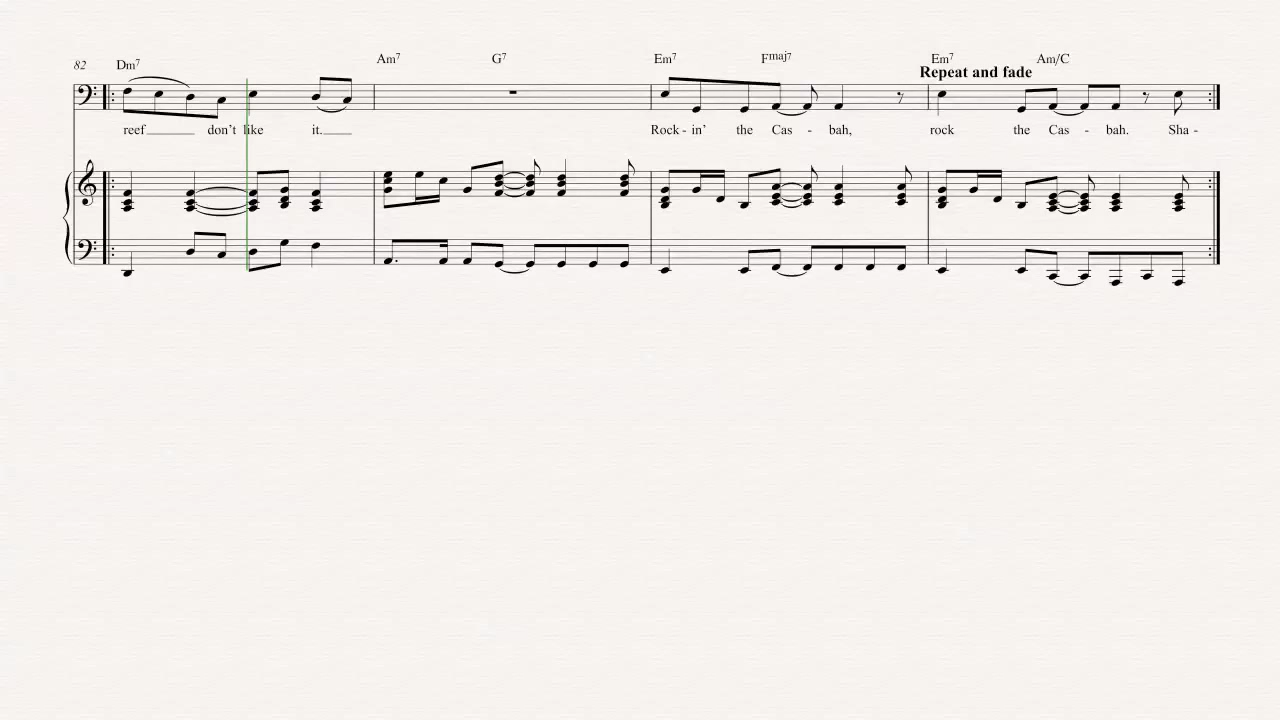 82 Dm7 Am7 G7 Em7 Fmaj7 Em7 Am/C
Repeat and fade
reef don't like it. Rock - in' the Cas - bah, rock the Cas - bah. Sha -